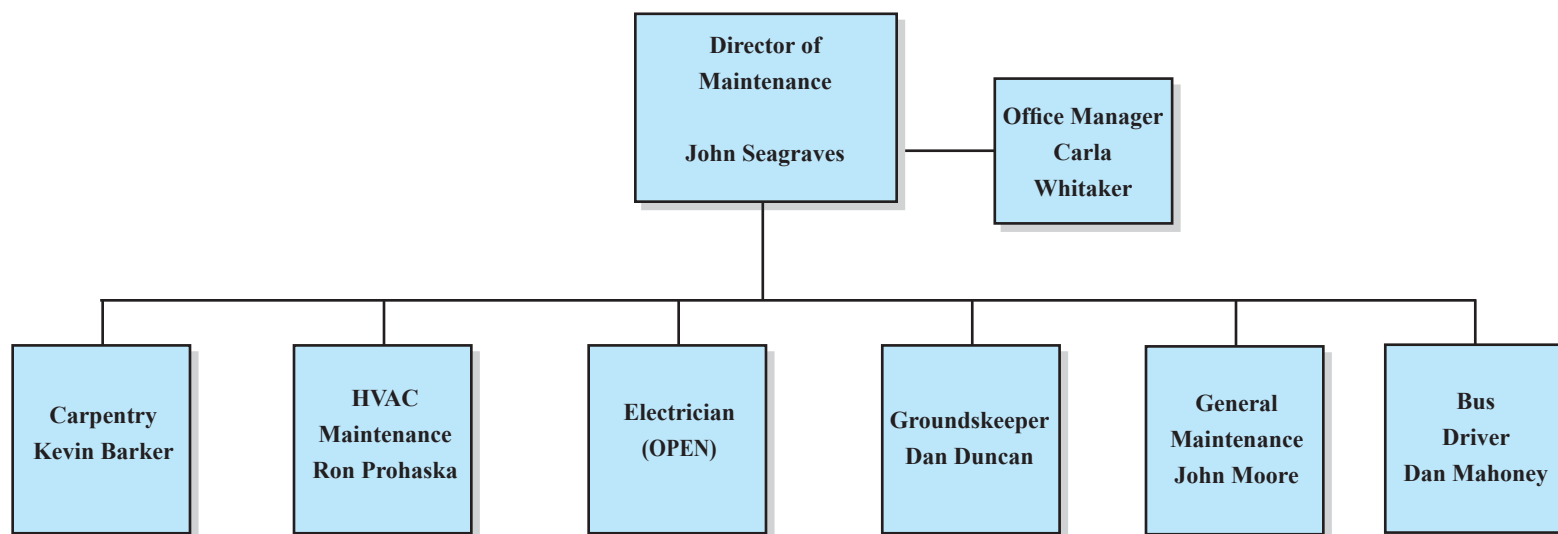 Director of
Maintenance
John Seagraves
Office Manager
Carla
Whitaker
Carpentry
Kevin Barker
HVAC
Maintenance
Ron Prohaska
Electrician
(OPEN)
Groundskeeper
Dan Duncan
General
Maintenance
John Moore
Bus
Driver
Dan Mahoney